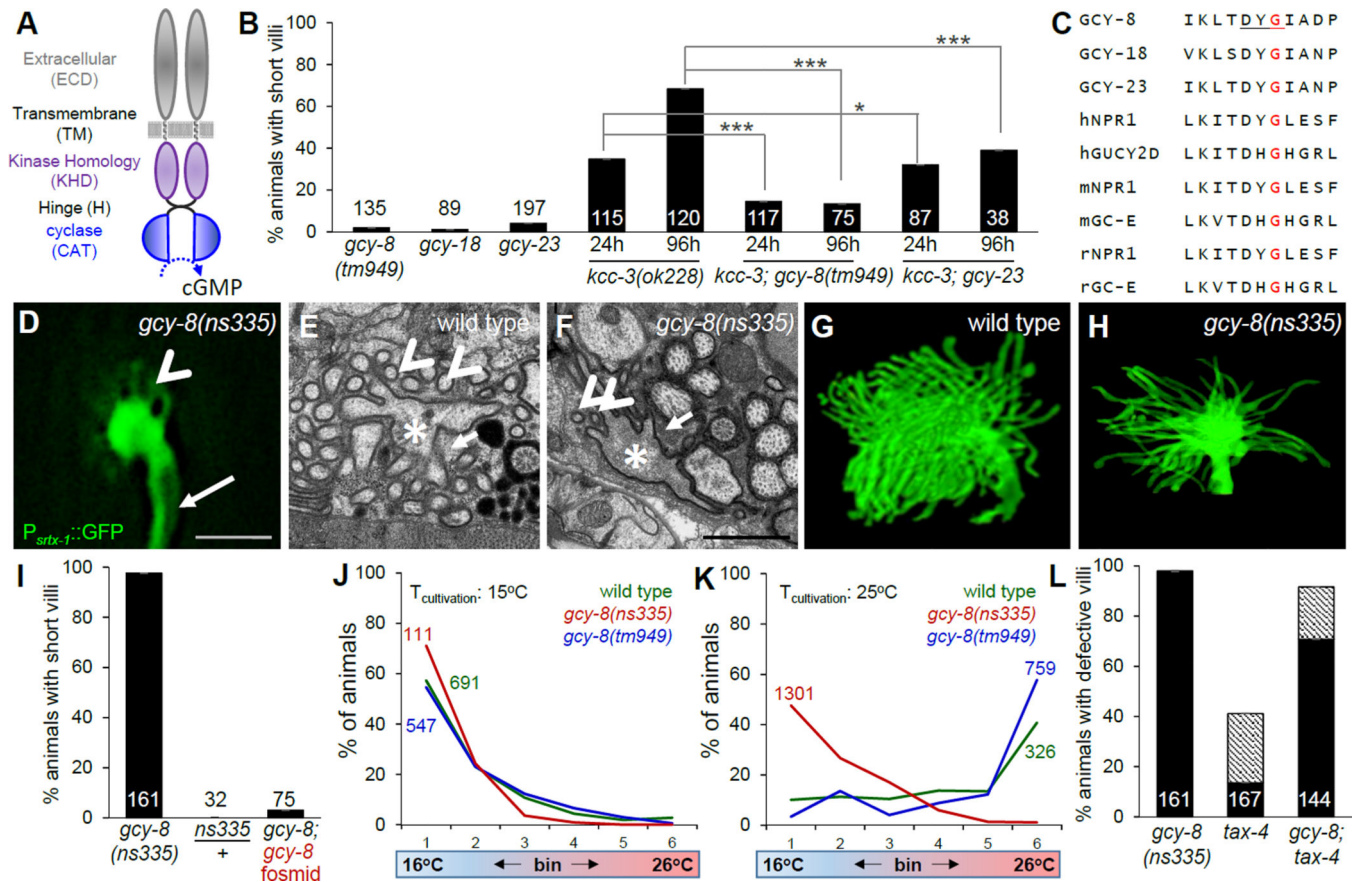 A
Extracellular
(ECD)
Transmembrane
(TM)
Kinase Homology
(KHD)
Hinge (H)
cyclase
(CAT)
cGMP
B
% animals with short villi
100
80
60
40
20
0
135
89
197
115
120
117
75
87
38
***
***
*
***
gcy-8
(tm949)
gcy-18
gcy-23
24h
96h
24h
96h
24h
96h
kcc-3(ok228)
kcc-3; gcy-8(tm949)
kcc-3; gcy-23
C
GCY-8 IKLTDYGIADP
GCY-18 VKLSDYGIANP
GCY-23 IKLTDYGIANP
hNPR1 LKITDYGLESF
hGUCY2D LKITDHGHGRL
mNPR1 LKITDYGLESF
mGC-E LKVTDHGHGRL
rNPR1 LKITDYGLESF
rGC-E LKVTDHGHGRL
D
gcy-8(ns335)
Psrtx-1::GFP
E
wild type
*
F
gcy-8(ns335)
*
G
wild type
H
gcy-8(ns335)
I
% animals with short villi
100
80
60
40
20
0
161
32
75
gcy-8
(ns335)
ns335
+
gcy-8;
gcy-8
fosmid
J
% of animals
100
80
60
40
20
0
Tcultivation: 15ºC
wild type
gcy-8(ns335)
gcy-8(tm949)
111
691
547
1 2 3 4 5 6
16ºC ← bin → 26ºC
K
% of animals
100
80
60
40
20
0
Tcultivation: 25ºC
wild type
gcy-8(ns335)
gcy-8(tm949)
1301
759
326
1 2 3 4 5 6
16ºC ← bin → 26ºC
L
% animals with defective villi
100
80
60
40
20
0
161
167
144
gcy-8
(ns335)
tax-4
gcy-8;
tax-4